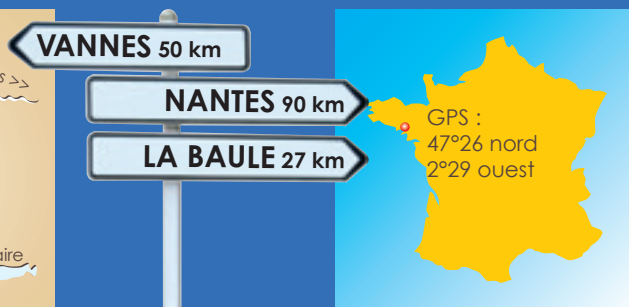 VANNES 50 km
NANTES 90 km
LA BAULE 27 km
GPS :
47°26 nord
2°29 ouest